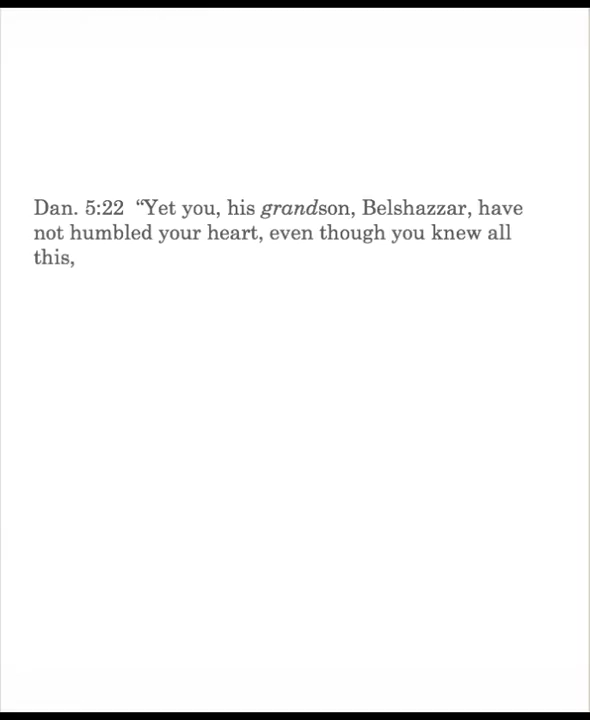 Dan. 5:22 “Yet you, his grandson, Belshazzar, have
not humbled your heart, even though you knew all
this,